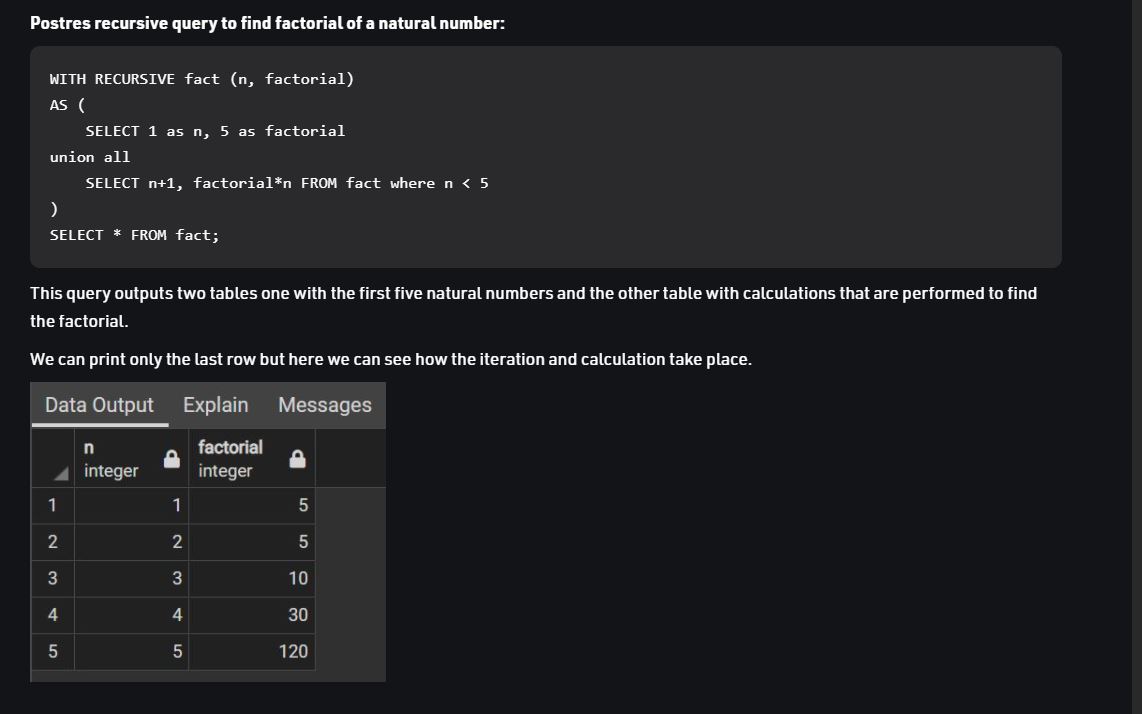 Postres recursive query to find factorial of a natural number:
WITH RECURSIVE fact (n, factorial)
AS (
    SELECT 1 as n, 5 as factorial
union all
    SELECT n+1, factorial*n FROM fact where n < 5
)
SELECT * FROM fact;
This query outputs two tables one with the first five natural numbers and the other table with calculations that are performed to find
the factorial.
We can print only the last row but here we can see how the iteration and calculation take place.
Data Output Explain Messages
n factorial
integer integer
1 1 5
2 2 5
3 3 10
4 4 30
5 5 120